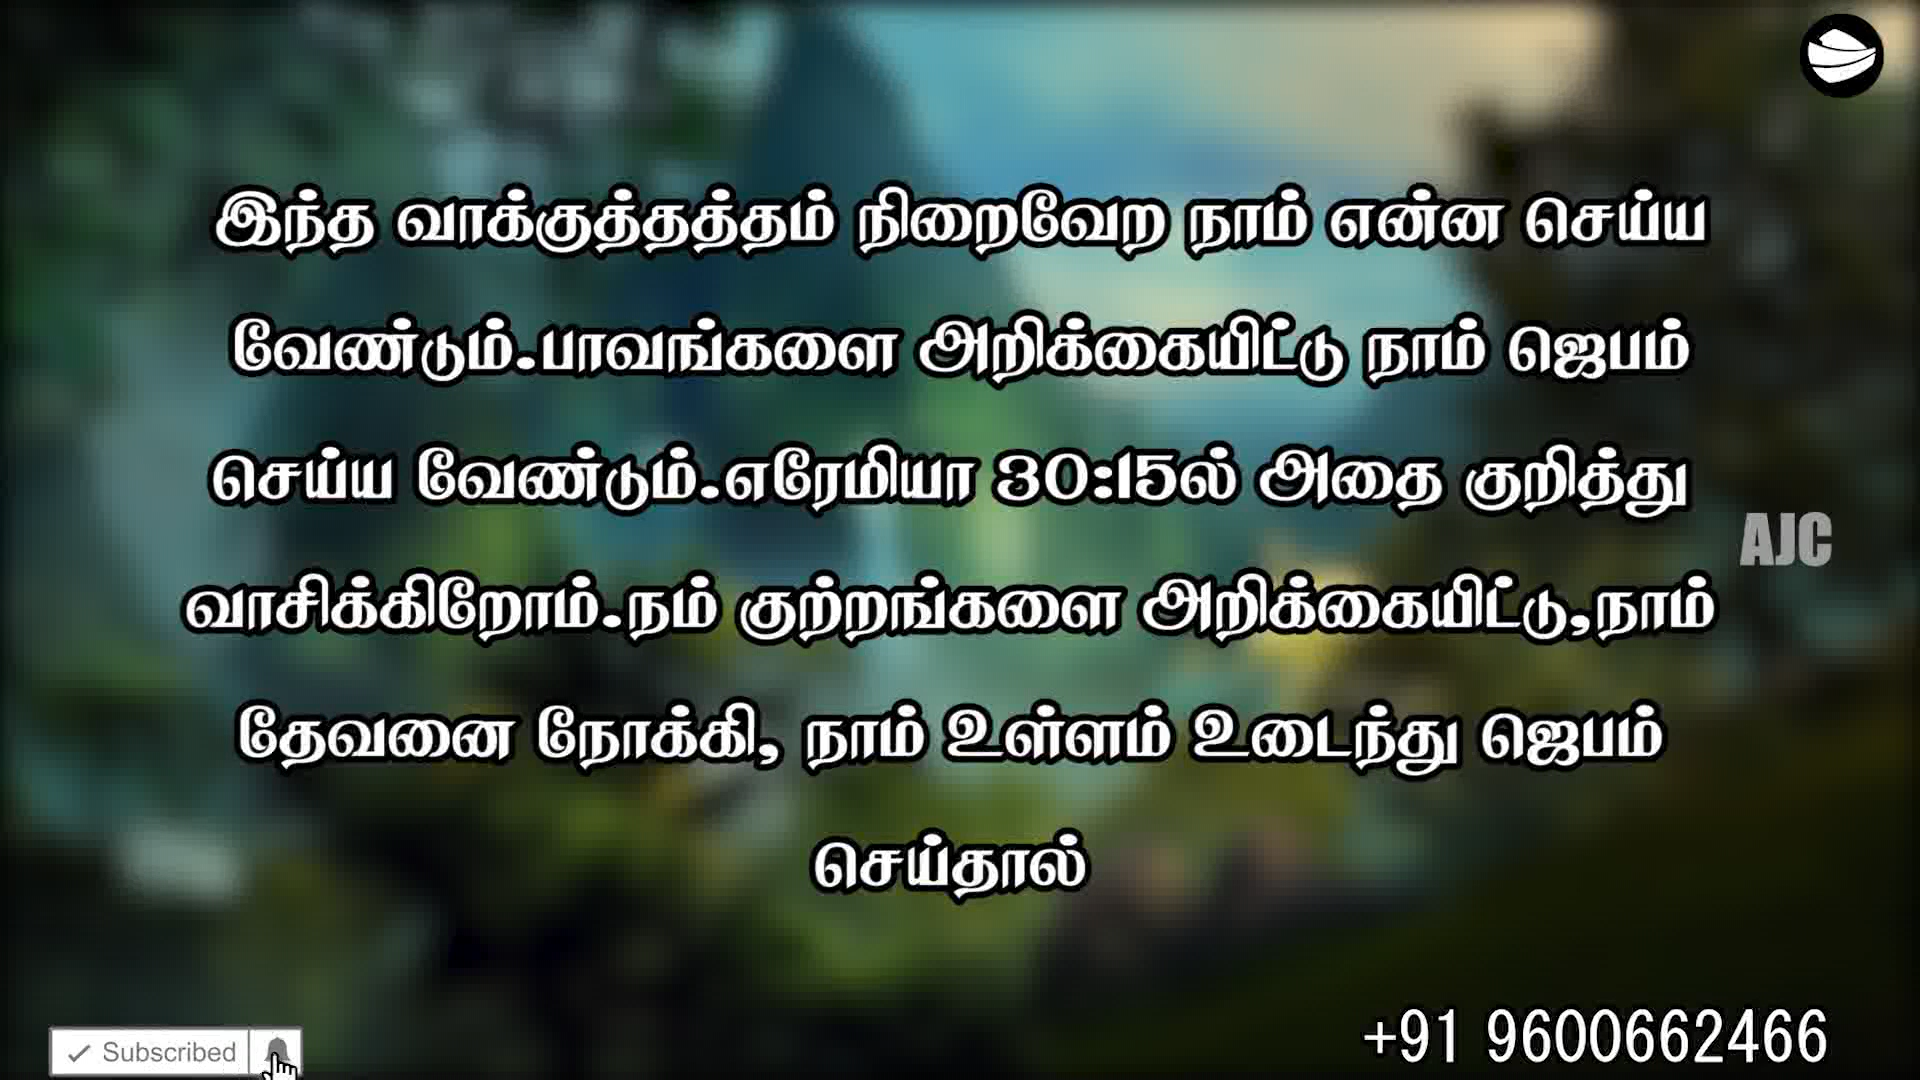 இந்த வாக்குத்தத்தம் நிறைவேற நாம் என்ன செய்ய
வேண்டும்.பாவங்களை அறிக்கையிட்டு நாம் ஜெபம்
செய்ய வேண்டும்.எரேமியா 30:15ல் அதை குறித்து
வாசிக்கிறோம்.நம் குற்றங்களை அறிக்கையிட்டு,நாம்
தேவனை நோக்கி, நாம் உள்ளம் உடைந்து ஜெபம்
செய்தால்
AJC
Subscribed
+91 9600662466